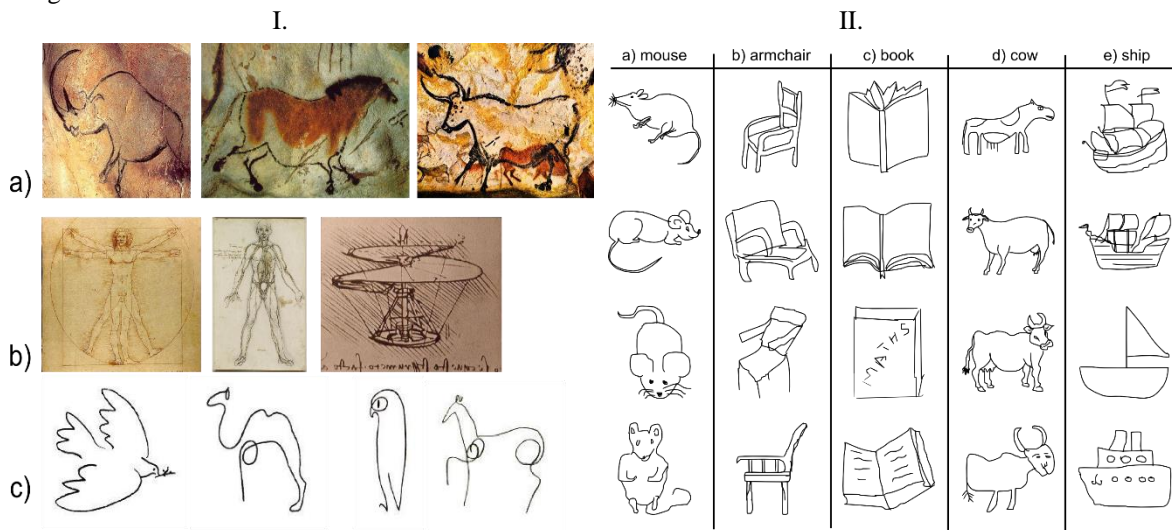 I.
II.
a)
b)
c)
a) mouse
b) armchair
c) book
d) cow
e) ship
MATHS